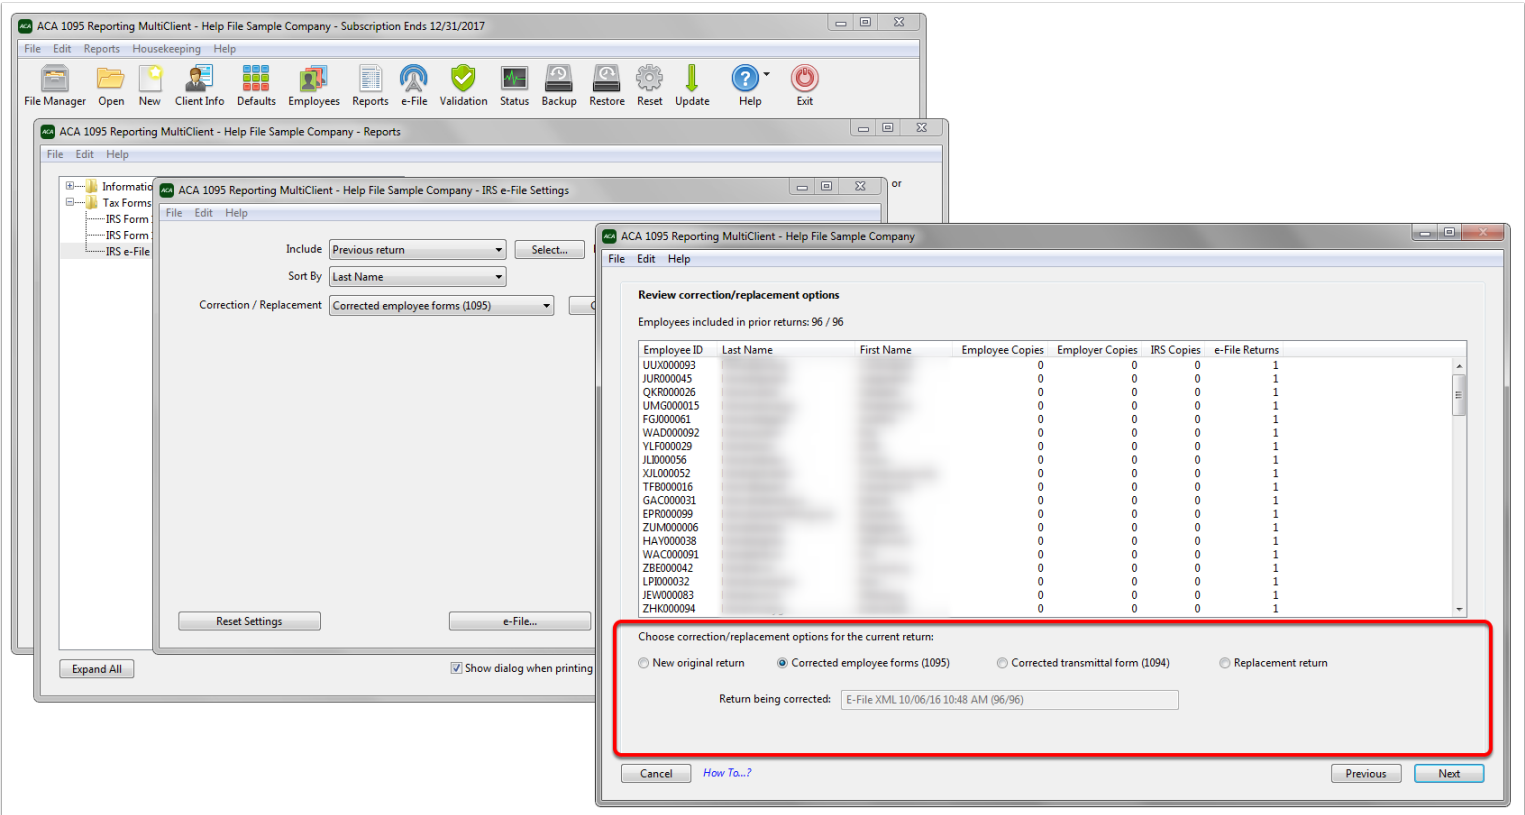 ACA ACA 1095 Reporting MultiClient - Help File Sample Company - Subscription Ends 12/31/2017
File Edit Reports Housekeeping Help
File Manager Open New Client Info Defaults Employees Reports e-File Validation Status Backup Restore Reset Update Help Exit
ACA ACA 1095 Reporting MultiClient - Help File Sample Company - Reports
File Edit Help
Informatio
Tax Forms
IRS Form
IRS Form
IRS e-File
or
Expand All
Show dialog when printing
ACA ACA 1095 Reporting MultiClient - Help File Sample Company - IRS e-File Settings
File Edit Help
Include Previous return Select...
Sort By Last Name
Correction / Replacement Corrected employee forms (1095)
Reset Settings e-File...
ACA ACA 1095 Reporting MultiClient - Help File Sample Company
File Edit Help
Review correction/replacement options
Employees included in prior returns: 96 / 96
Employee ID Last Name First Name Employee Copies Employer Copies IRS Copies e-File Returns
UUX000093 0 0 0 1
JUR000045 0 0 0 1
QKR000026 0 0 0 1
UMG000015 0 0 0 1
FGJ000061 0 0 0 1
WAD000092 0 0 0 1
YLF000029 0 0 0 1
JLI000056 0 0 0 1
XJL000052 0 0 0 1
TFB000016 0 0 0 1
GAC000031 0 0 0 1
EPR000099 0 0 0 1
ZUM000006 0 0 0 1
HAY000038 0 0 0 1
WAC000091 0 0 0 1
ZBE000042 0 0 0 1
LPI000032 0 0 0 1
JEW000083 0 0 0 1
ZHK000094 0 0 0 1
Choose correction/replacement options for the current return:
New original return Corrected employee forms (1095) Corrected transmittal form (1094) Replacement return
Return being corrected: E-File XML 10/06/16 10:48 AM (96/96)
Cancel How To...? Previous Next